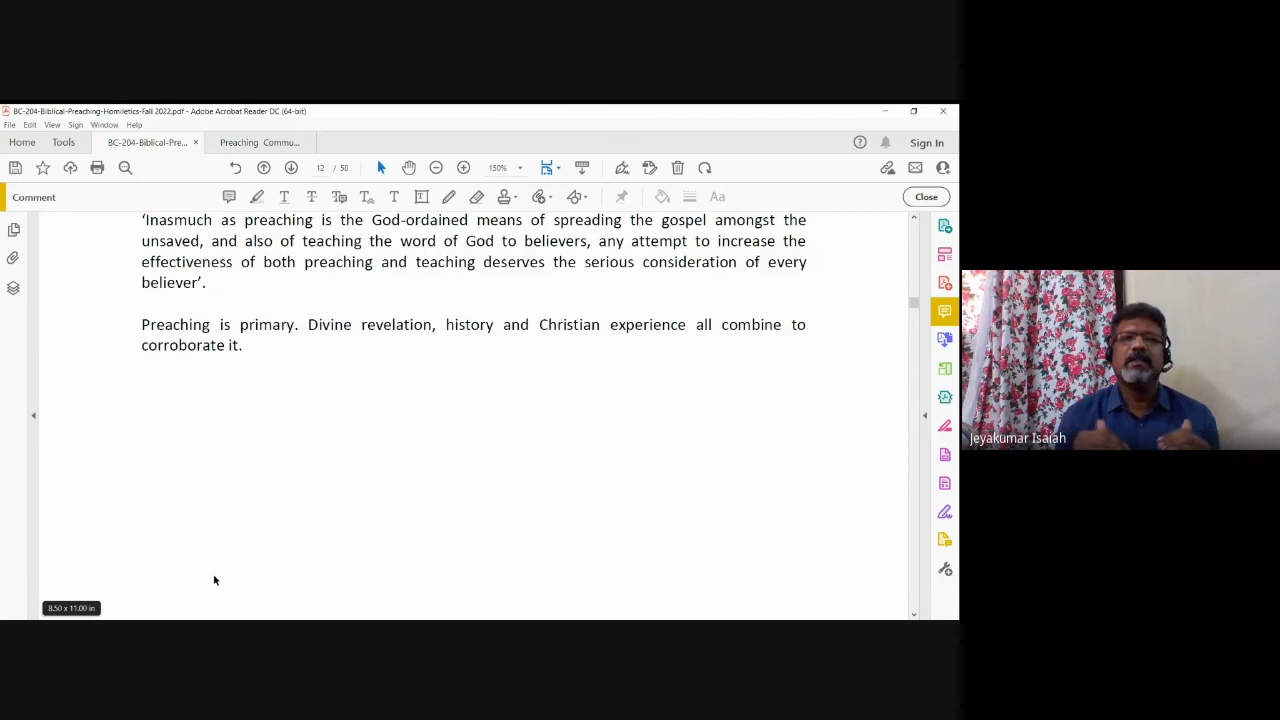 BC-204-Biblical-Preaching-Homiletics-Fall 2022.pdf - Adobe Acrobat Reader DC (64-bit)
File Edit View Sign Window Help
Home Tools BC-204-Biblical-Pre... × Preaching Commu... Sign In
12 / 50 150%
Comment Aa Close
‘Inasmuch as preaching is the God-ordained means of spreading the gospel amongst the
unsaved, and also of teaching the word of God to believers, any attempt to increase the
effectiveness of both preaching and teaching deserves the serious consideration of every
believer’.
Preaching is primary. Divine revelation, history and Christian experience all combine to
corroborate it.
Jeyakumar Isaiah
8.50 x 11.00 in